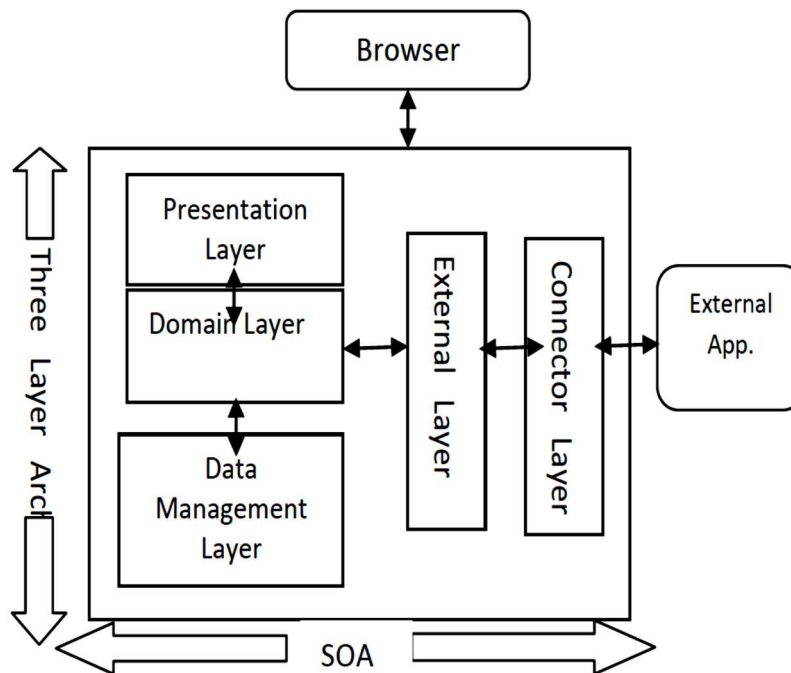 Browser
Presentation
Layer
Domain Layer
Data
Management
Layer
External Layer
Connector Layer
External
App.
Three Layer Arch
SOA